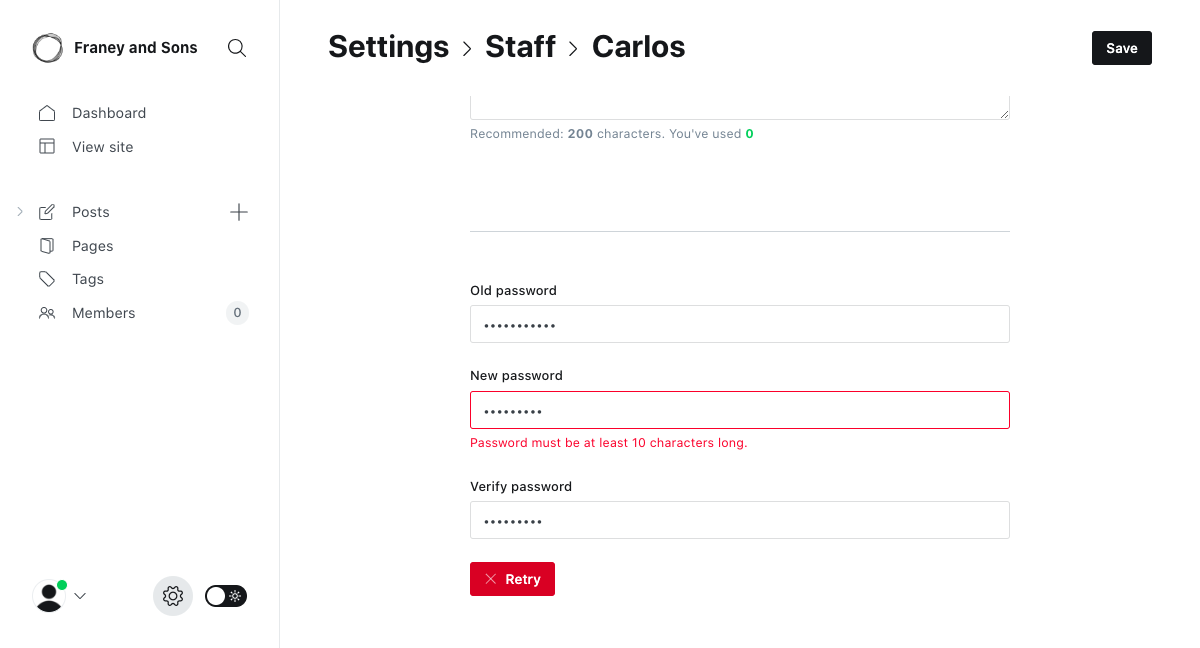 Franey and Sons
Settings > Staff > Carlos
Save
Dashboard
View site
Posts
Pages
Tags
Members
0
Recommended: 200 characters. You've used 0
Old password
•••••••••••
New password
•••••••••
Password must be at least 10 characters long.
Verify password
•••••••••
Retry